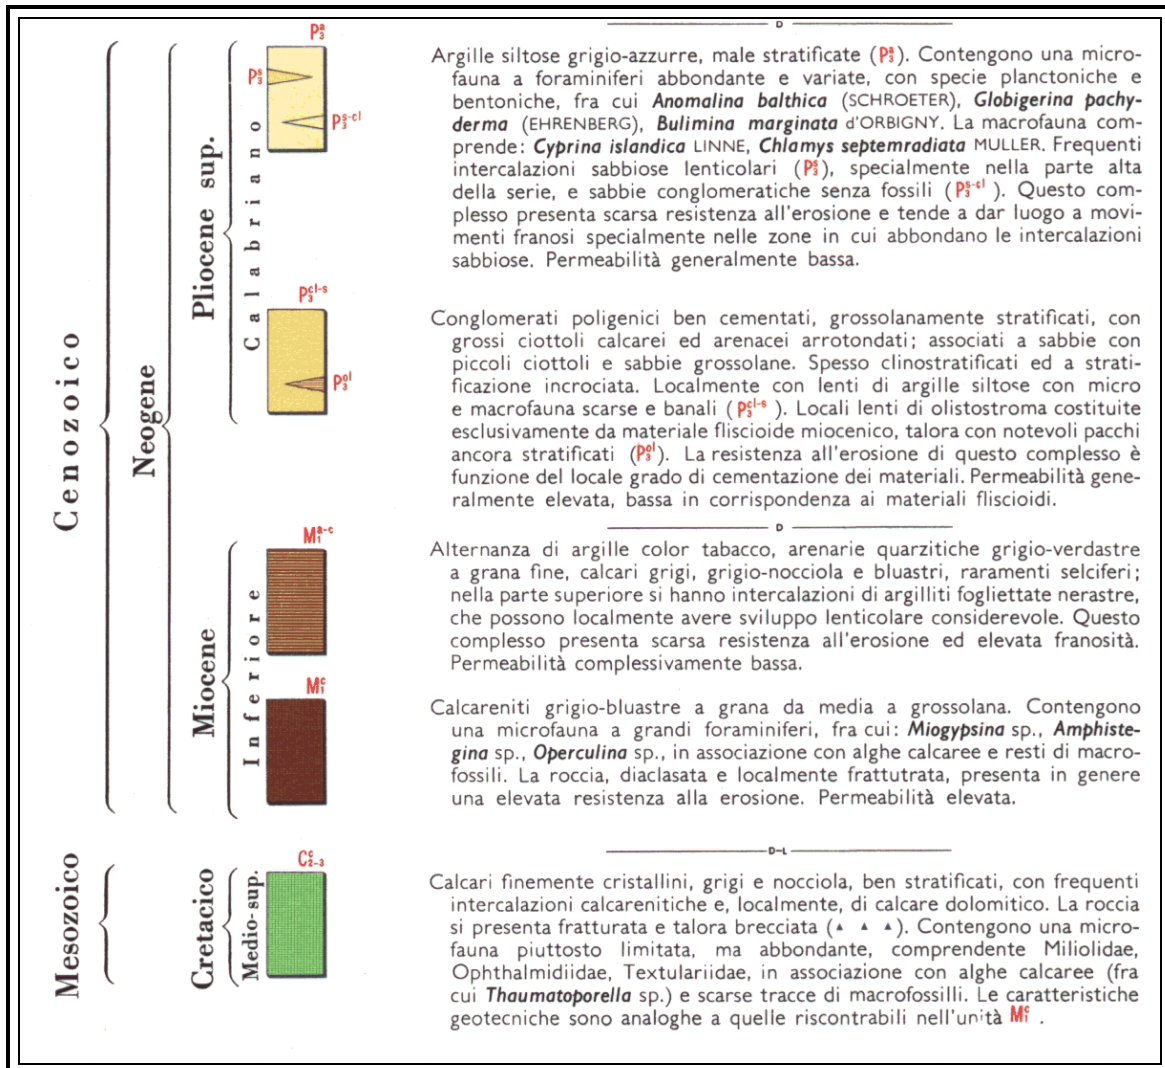 D
Argille siltose grigio-azzurre, male stratificate (P₃ᵃ). Contengono una micro-
fauna a foraminiferi abbondante e variate, con specie planctoniche e
bentoniche, fra cui Anomalina balthica (SCHROETER), Globigerina pachy-
derma (EHRENBERG), Bulimina marginata d'ORBIGNY. La macrofauna com-
prende: Cyprina islandica LINNE, Chlamys septemradiata MULLER. Frequenti
intercalazioni sabbiose lenticolari (P₃ˢ), specialmente nella parte alta
della serie, e sabbie conglomeratiche senza fossili (P₃ˢ⁻ᶜˡ ). Questo com-
plesso presenta scarsa resistenza all'erosione e tende a dar luogo a movi-
menti franosi specialmente nelle zone in cui abbondano le intercalazioni
sabbiose. Permeabilità generalmente bassa.
Conglomerati poligenici ben cementati, grossolanamente stratificati, con
grossi ciottoli calcarei ed arenacei arrotondati; associati a sabbie con
piccoli ciottoli e sabbie grossolane. Spesso clinostratificati ed a strati-
ficazione incrociata. Localmente con lenti di argille siltose con micro
e macrofauna scarse e banali (P₃ᶜˡ⁻ˢ ). Locali lenti di olistostroma costituite
esclusivamente da materiale fliscioide miocenico, talora con notevoli pacchi
ancora stratificati (P₃ᵒˡ). La resistenza all'erosione di questo complesso è
funzione del locale grado di cementazione dei materiali. Permeabilità gene-
ralmente elevata, bassa in corrispondenza ai materiali fliscioidi.
D
Alternanza di argille color tabacco, arenarie quarzitiche grigio-verdastre
a grana fine, calcari grigi, grigio-nocciola e bluastri, raramenti selciferi;
nella parte superiore si hanno intercalazioni di argilliti fogliettate nerastre,
che possono localmente avere sviluppo lenticolare considerevole. Questo
complesso presenta scarsa resistenza all'erosione ed elevata franosità.
Permeabilità complessivamente bassa.
Calcareniti grigio-bluastre a grana da media a grossolana. Contengono
una microfauna a grandi foraminiferi, fra cui: Miogypsina sp., Amphiste-
gina sp., Operculina sp., in associazione con alghe calcaree e resti di macro-
fossili. La roccia, diaclasata e localmente frattutrata, presenta in genere
una elevata resistenza alla erosione. Permeabilità elevata.
D-L
Calcari finemente cristallini, grigi e nocciola, ben stratificati, con frequenti
intercalazioni calcarenitiche e, localmente, di calcare dolomitico. La roccia
si presenta fratturata e talora brecciata (▲ ▲ ▲). Contengono una micro-
fauna piuttosto limitata, ma abbondante, comprendente Miliolidae,
Ophthalmidiidae, Textulariidae, in associazione con alghe calcaree (fra
cui Thaumatoporella sp.) e scarse tracce di macrofossilli. Le caratteristiche
geotecniche sono analoghe a quelle riscontrabili nell'unità M₁ᶜ .
Cenozoico
Neogene
Pliocene sup.
Calabriano
P₃ᵃ
P₃ˢ
P₃ˢ⁻ᶜˡ
P₃ᶜˡ⁻ˢ
P₃ᵒˡ
Miocene
Inferiore
M₁ᵃ⁻ᶜ
M₁ᶜ
Mesozoico
Cretacico
Medio-sup.
C₂₋₃ᶜ